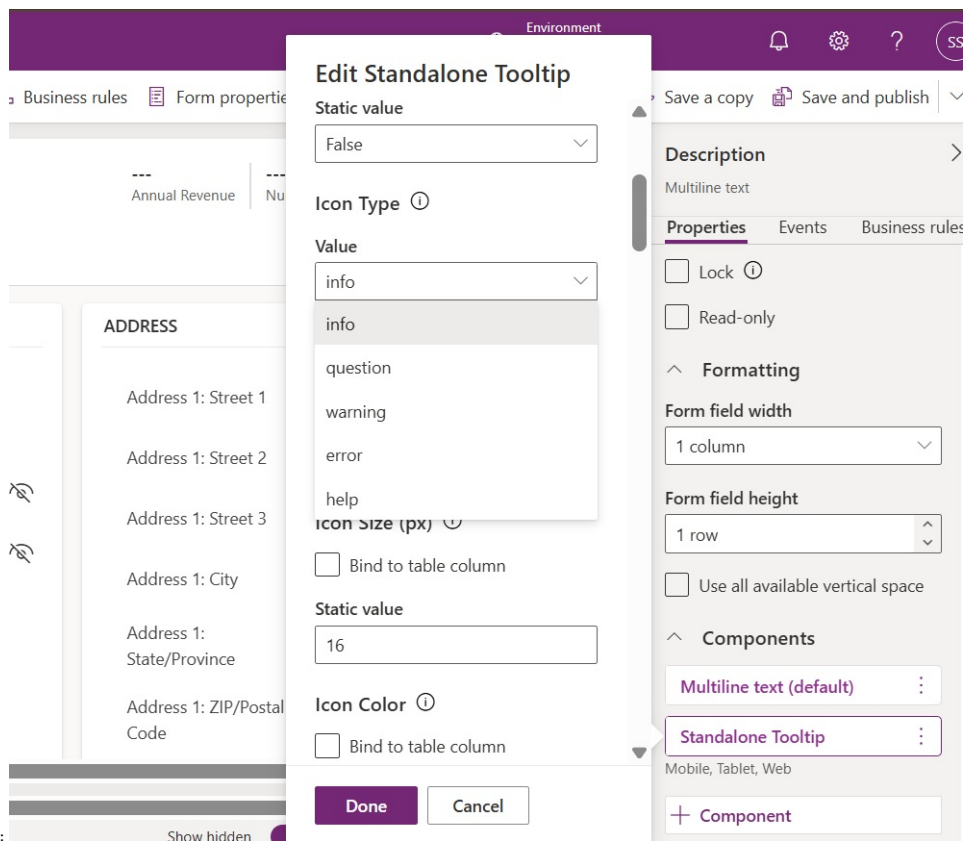 Environment
SS
Business rules
Form propertie
Save a copy
Save and publish
Edit Standalone Tooltip
Static value
False
Icon Type
Value
info
info
question
warning
error
help
Icon Size (px)
Bind to table column
Static value
16
Icon Color
Bind to table column
Done
Cancel
---
Annual Revenue
---
Nu
ADDRESS
Address 1: Street 1
Address 1: Street 2
Address 1: Street 3
Address 1: City
Address 1:
State/Province
Address 1: ZIP/Postal
Code
Show hidden
Description
Multiline text
Properties
Events
Business rules
Lock
Read-only
Formatting
Form field width
1 column
Form field height
1 row
Use all available vertical space
Components
Multiline text (default)
Standalone Tooltip
Mobile, Tablet, Web
Component